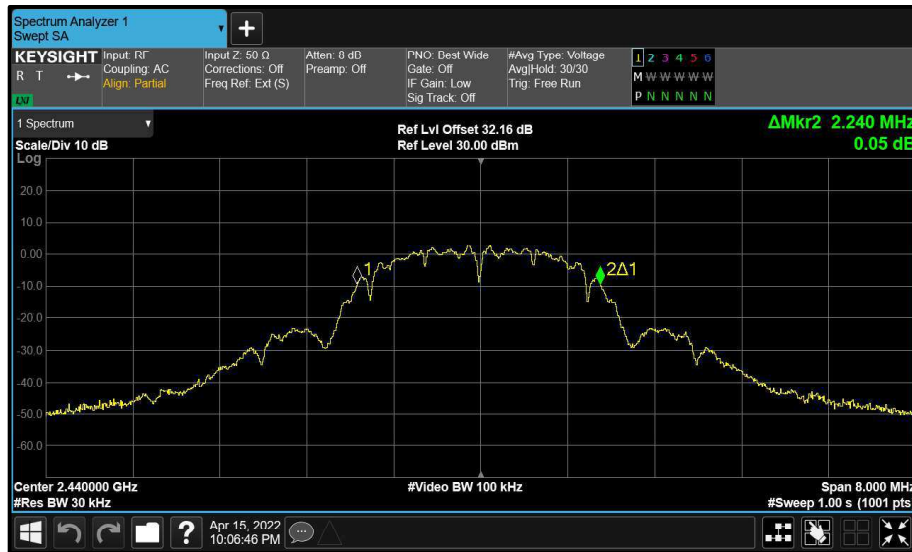 Spectrum Analyzer 1
Swept SA
+
KEYSIGHT
R T
LXI
Input: RF
Coupling: AC
Align: Partial
Input Z: 50 Ω
Corrections: Off
Freq Ref: Ext (S)
Atten: 8 dB
Preamp: Off
PNO: Best Wide
Gate: Off
IF Gain: Low
Sig Track: Off
#Avg Type: Voltage
Avg|Hold: 30/30
Trig: Free Run
1 2 3 4 5 6
M W W W W W
P N N N N N
1 Spectrum
Scale/Div 10 dB
Log
Ref Lvl Offset 32.16 dB
Ref Level 30.00 dBm
ΔMkr2 2.240 MHz
0.05 dB
20.0
10.0
0.00
-10.0
-20.0
-30.0
-40.0
-50.0
-60.0
1
2Δ1
Center 2.440000 GHz
#Res BW 30 kHz
#Video BW 100 kHz
Span 8.000 MHz
#Sweep 1.00 s (1001 pts)
?
Apr 15, 2022
10:06:46 PM